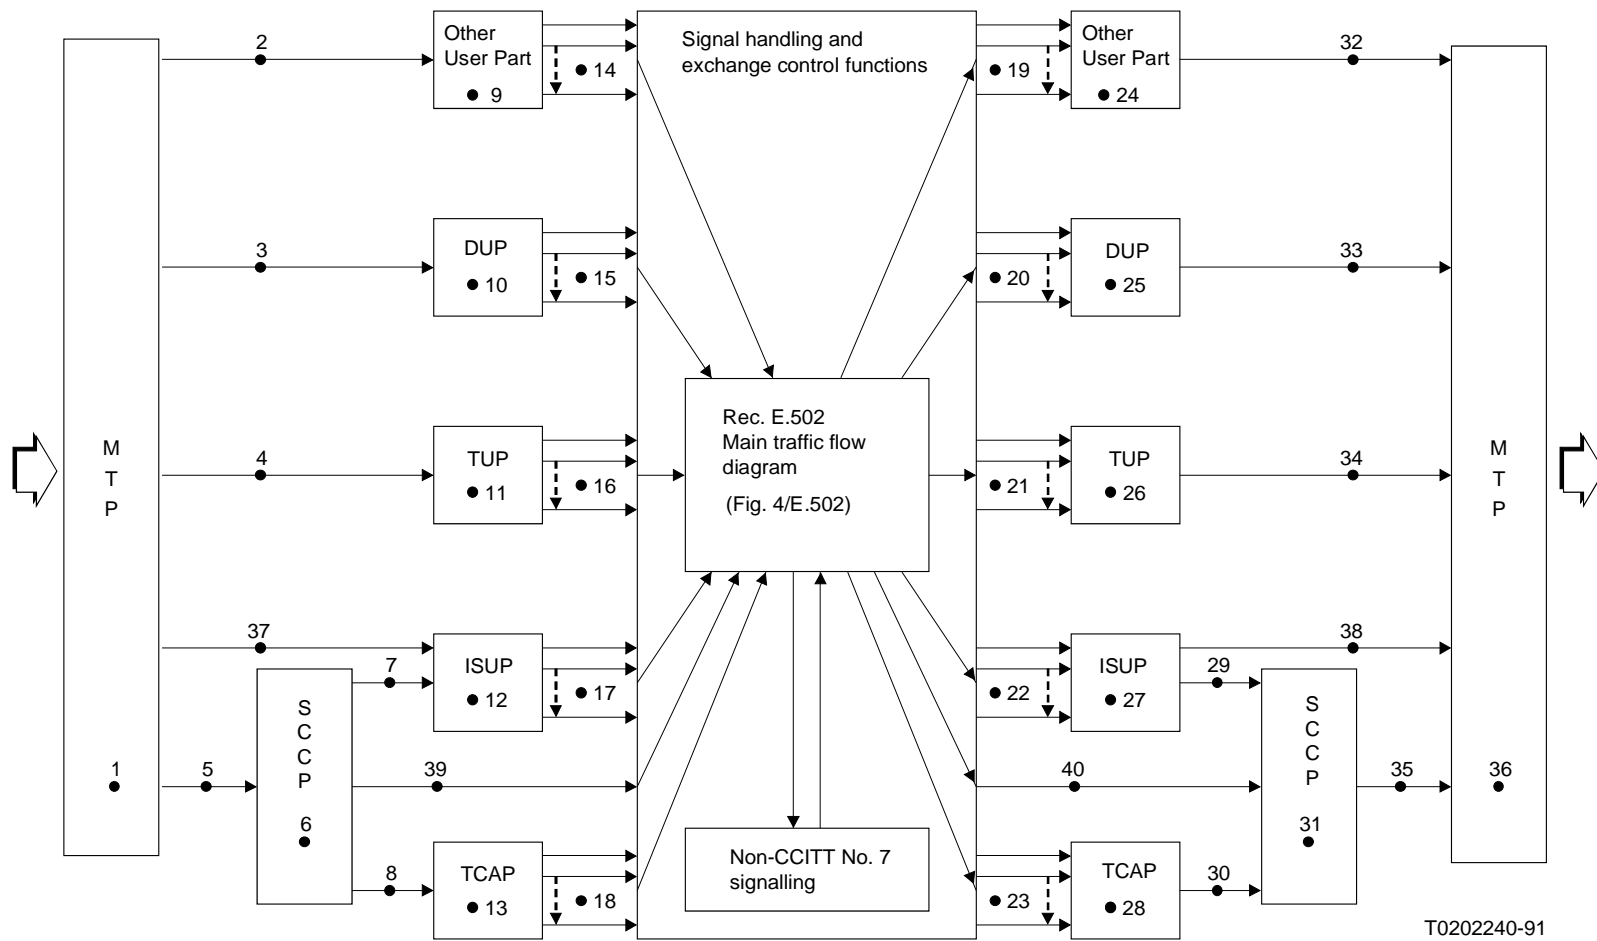 2
Other
User Part
9
14
Signal handling and
exchange control functions
19
Other
User Part
24
32
3
DUP
10
15
20
DUP
25
33
M
T
P
4
TUP
11
16
Rec. E.502
Main traffic flow
diagram
(Fig. 4/E.502)
21
TUP
26
34
M
T
P
37
ISUP
12
17
22
ISUP
27
38
7
29
S
C
C
P
6
S
C
C
P
31
1
5
39
40
35
36
8
TCAP
13
18
Non-CCITT No. 7
signalling
23
TCAP
28
30
T0202240-91